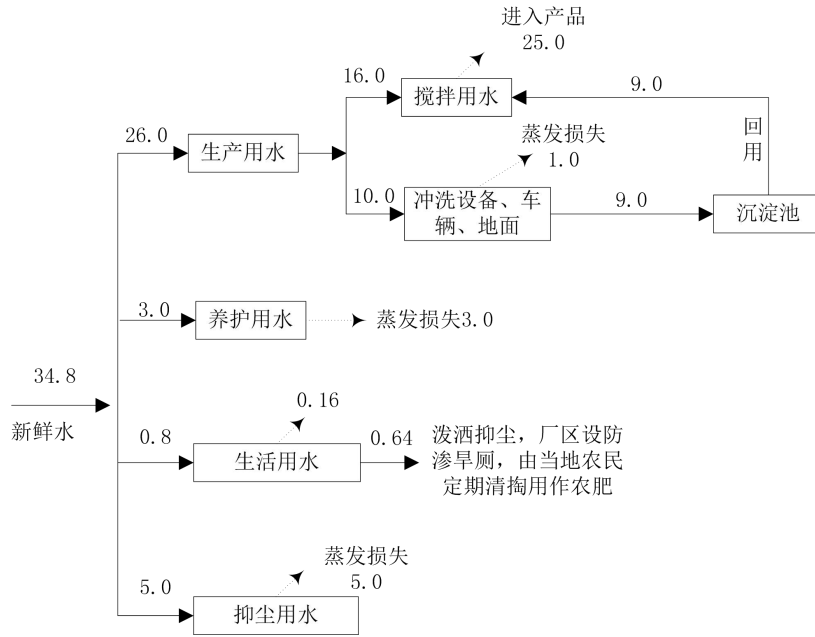 进入产品
25.0
16.0
搅拌用水
9.0
回用
26.0
生产用水
蒸发损失
1.0
10.0
冲洗设备、车
辆、地面
9.0
沉淀池
3.0
养护用水
蒸发损失3.0
34.8
新鲜水
0.16
0.8
生活用水
0.64
泼洒抑尘，厂区设防
渗旱厕，由当地农民
定期清掏用作农肥
蒸发损失
5.0
5.0
抑尘用水